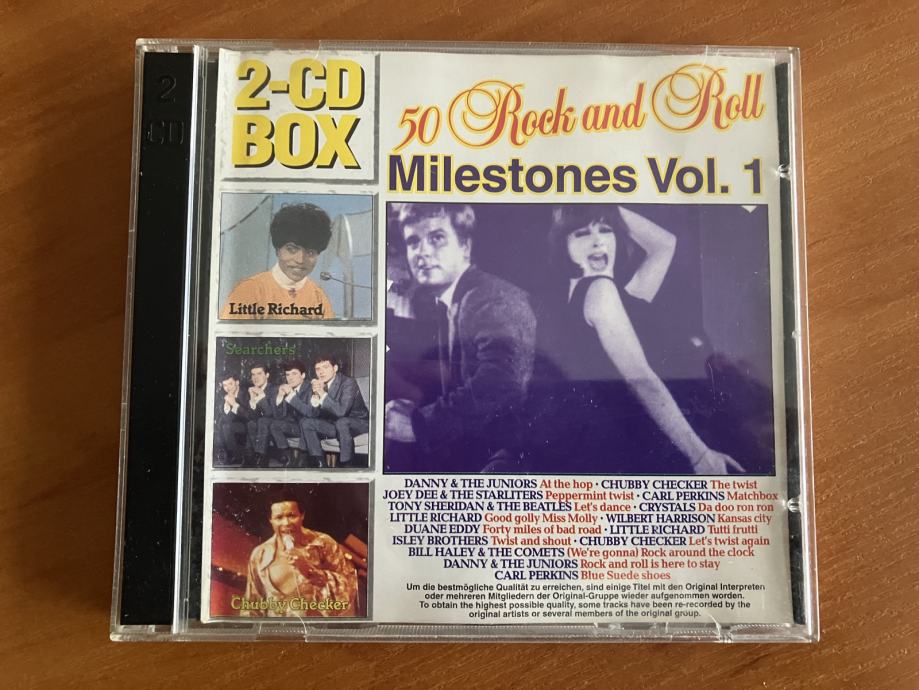 2
CD
2-CD
BOX
50 Rock and Roll
Milestones Vol. 1
Little Richard
Searchers
Chubby Checker
DANNY & THE JUNIORS At the hop · CHUBBY CHECKER The twist
JOEY DEE & THE STARLITERS Peppermint twist · CARL PERKINS Matchbox
TONY SHERIDAN & THE BEATLES Let's dance · CRYSTALS Da doo ron ron
LITTLE RICHARD Good golly Miss Molly · WILBERT HARRISON Kansas city
DUANE EDDY Forty miles of bad road · LITTLE RICHARD Tutti frutti
ISLEY BROTHERS Twist and shout · CHUBBY CHECKER Let's twist again
BILL HALEY & THE COMETS (We're gonna) Rock around the clock
DANNY & THE JUNIORS Rock and roll is here to stay
CARL PERKINS Blue Suede shoes
Um die bestmögliche Qualität zu erreichen, sind einige Titel mit den Original Interpreten
oder mehreren Mitgliedern der Original-Gruppe wieder aufgenommen worden.
To obtain the highest possible quality, some tracks have been re-recorded by the
original artists or several members of the original group.